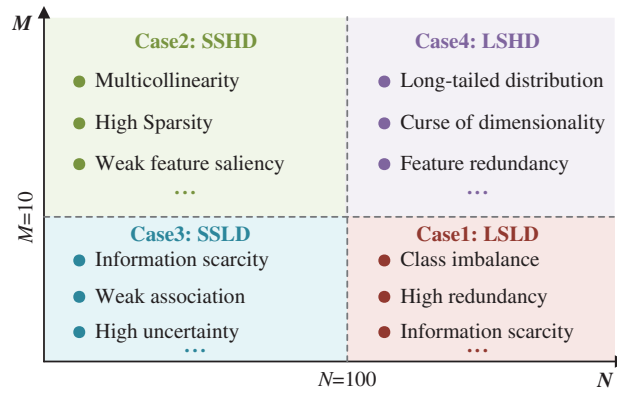 M
Case2: SSHD
Multicollinearity
High Sparsity
Weak feature saliency
...
Case4: LSHD
Long-tailed distribution
Curse of dimensionality
Feature redundancy
...
M=10
Case3: SSLD
Information scarcity
Weak association
High uncertainty
...
Case1: LSLD
Class imbalance
High redundancy
Information scarcity
...
N=100
N